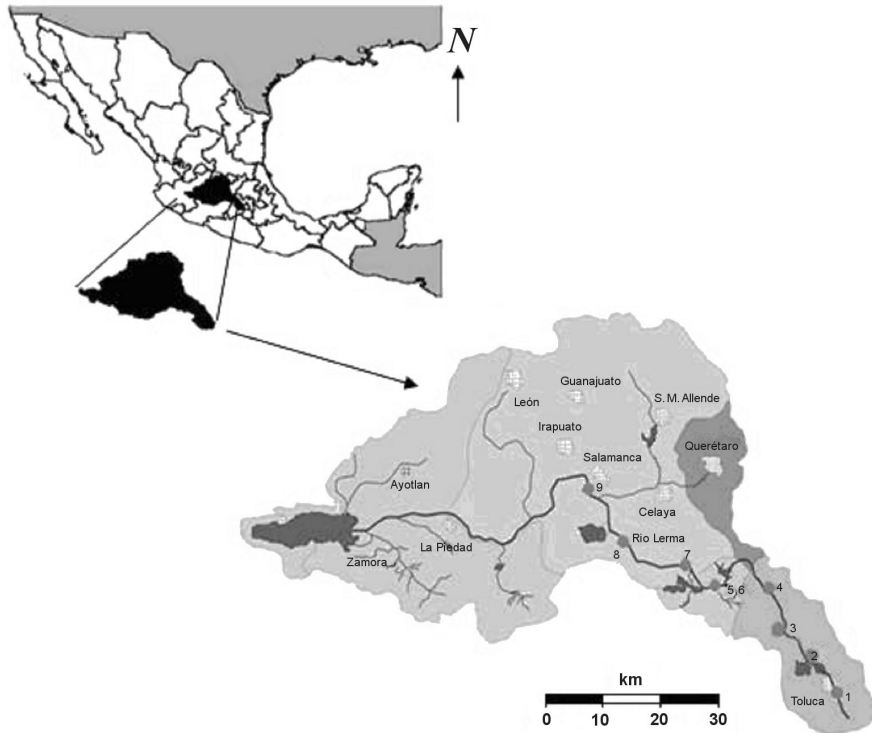 N
Guanajuato
León
S. M. Allende
Irapuato
Querétaro
Salamanca
Ayotlan
9
Celaya
La Piedad
Rio Lerma
8
7
Zamora
5,6
4
3
2
km
Toluca
1
0 10 20 30